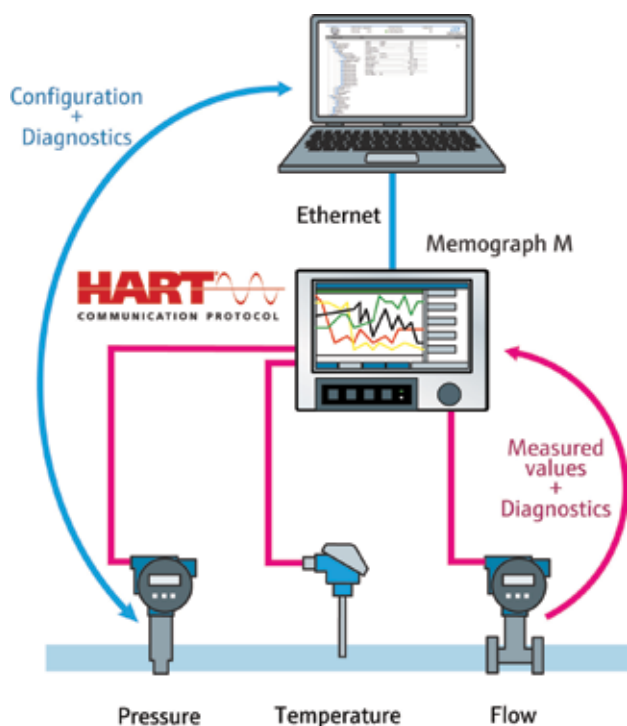 Configuration
+
Diagnostics
Ethernet
Memograph M
HART
COMMUNICATION PROTOCOL
Measured
values
+
Diagnostics
Pressure
Temperature
Flow